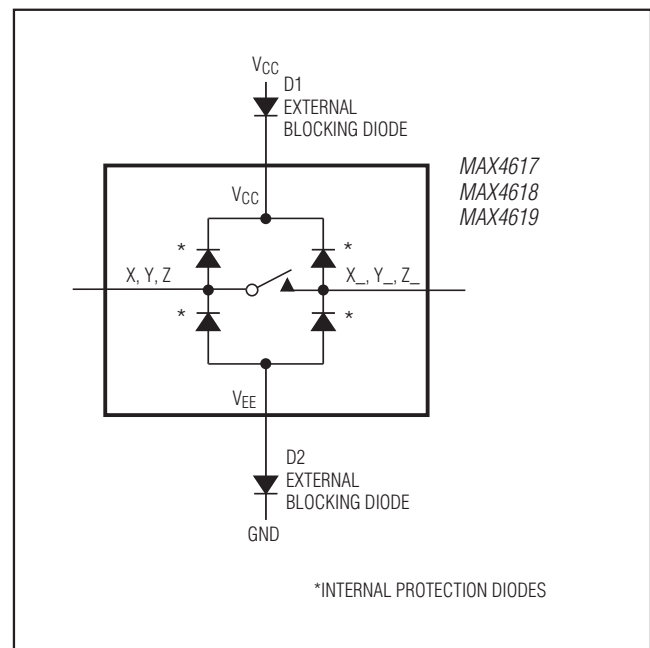 VCC
D1
EXTERNAL
BLOCKING DIODE
MAX4617
MAX4618
MAX4619
VCC
*
*
X, Y, Z
X_, Y_, Z_
*
*
VEE
D2
EXTERNAL
BLOCKING DIODE
GND
*INTERNAL PROTECTION DIODES